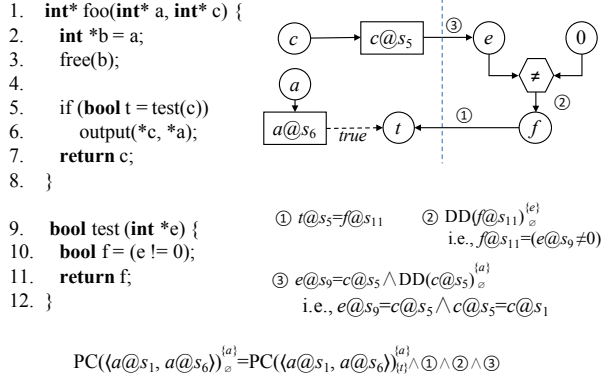 1. int* foo(int* a, int* c) {
2. int *b = a;
3. free(b);
4.
5. if (bool t = test(c))
6. output(*c, *a);
7. return c;
8. }
9. bool test (int *e) {
10. bool f = (e != 0);
11. return f;
12. }
c c@s₅ ③ e 0
a ≠
②
a@s₆ true t ① f
① t@s₅=f@s₁₁ ② DD(f@s₁₁)^{e}_∅
i.e., f@s₁₁=(e@s₉≠0)
③ e@s₉=c@s₅∧DD(c@s₅)^{a}_∅
i.e., e@s₉=c@s₅∧c@s₅=c@s₁
PC(⟨a@s₁, a@s₆⟩)^{a}_∅=PC(⟨a@s₁, a@s₆⟩)^{a}_{t}∧①∧②∧③